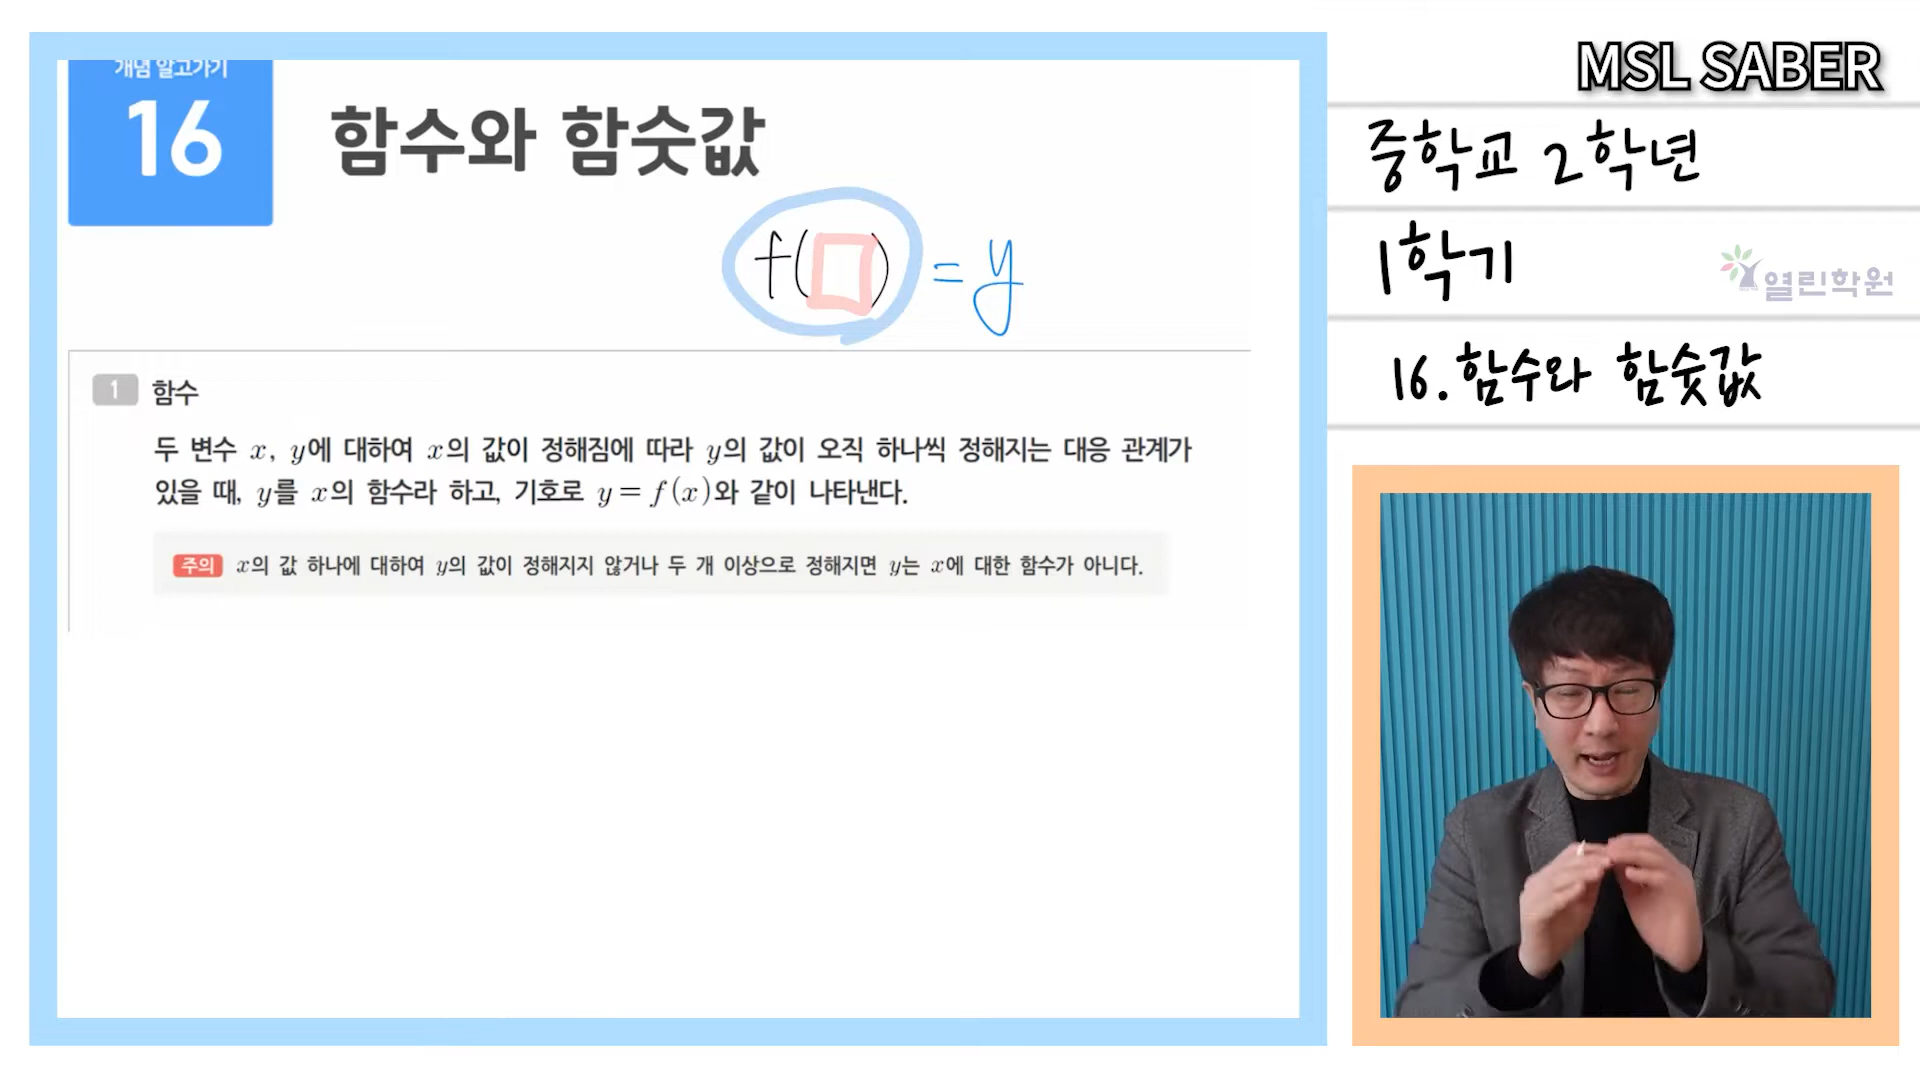 개념 알고가기
16
함수와 함숫값
f(□) = y
1 함수
두 변수 x, y에 대하여 x의 값이 정해짐에 따라 y의 값이 오직 하나씩 정해지는 대응 관계가
있을 때, y를 x의 함수라 하고, 기호로 y=f(x)와 같이 나타낸다.
주의 x의 값 하나에 대하여 y의 값이 정해지지 않거나 두 개 이상으로 정해지면 y는 x에 대한 함수가 아니다.
MSL SABER
중학교 2학년
1학기
열린학원
16. 함수와 함숫값